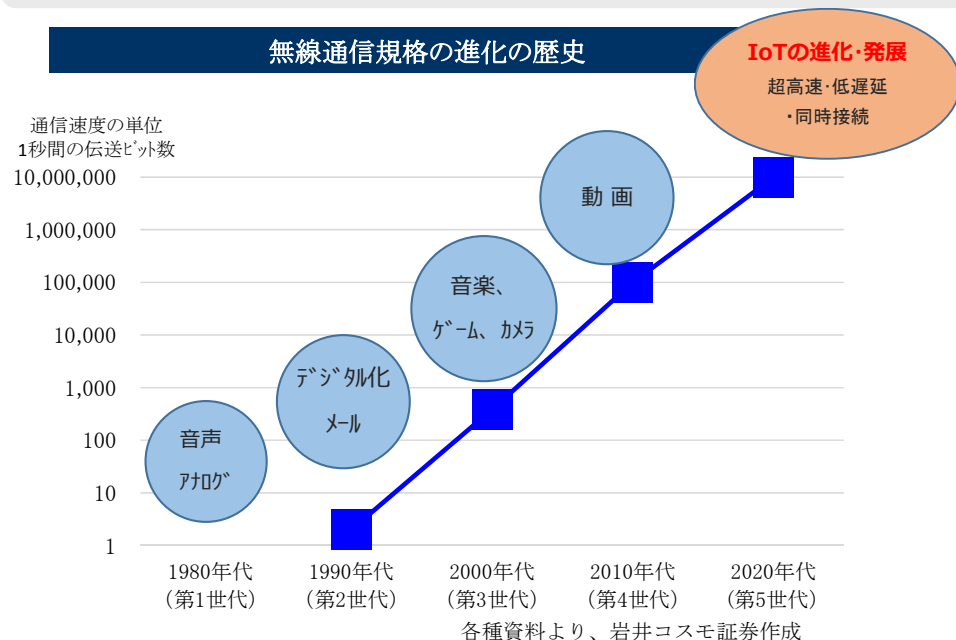 無線通信規格の進化の歴史
IoTの進化・発展
超高速・低遅延
・同時接続
通信速度の単位
1秒間の伝送ﾋﾞｯﾄ数
10,000,000
1,000,000
100,000
10,000
1,000
100
10
1
動 画
音楽、
ｹﾞｰﾑ、ｶﾒﾗ
ﾃﾞｼﾞﾀﾙ化
ﾒｰﾙ
音声
ｱﾅﾛｸﾞ
1980年代
（第1世代）
1990年代
（第2世代）
2000年代
（第3世代）
2010年代
（第4世代）
2020年代
（第5世代）
各種資料より、岩井コスモ証券作成